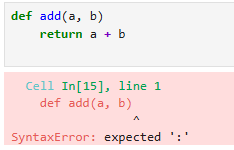 def add(a, b)
    return a + b
Cell In[15], line 1
    def add(a, b)
                 ^
SyntaxError: expected ':'